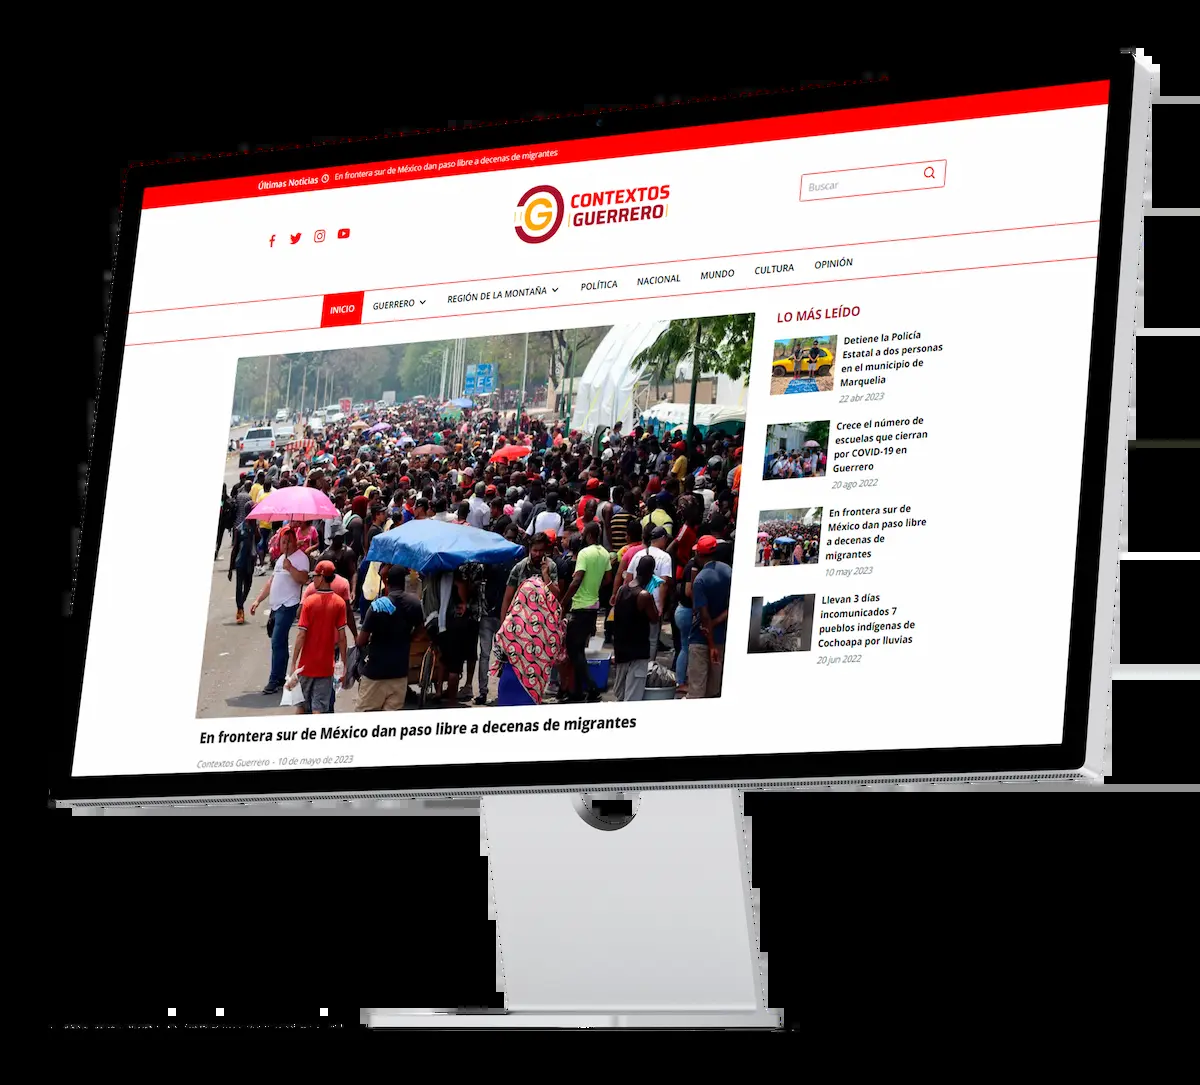 Últimas Noticias En frontera sur de México dan paso libre a decenas de migrantes
CONTEXTOS
GUERRERO
Buscar
INICIO GUERRERO REGIÓN DE LA MONTAÑA POLÍTICA NACIONAL MUNDO CULTURA OPINIÓN
En frontera sur de México dan paso libre a decenas de migrantes
Contextos Guerrero - 10 de mayo de 2023
LO MÁS LEÍDO
Detiene la Policía
Estatal a dos personas
en el municipio de
Marquelia
22 abr 2023
Crece el número de
escuelas que cierran
por COVID-19 en
Guerrero
20 ago 2022
En frontera sur de
México dan paso libre
a decenas de
migrantes
10 may 2023
Llevan 3 días
incomunicados 7
pueblos indígenas de
Cochoapa por lluvias
20 jun 2022